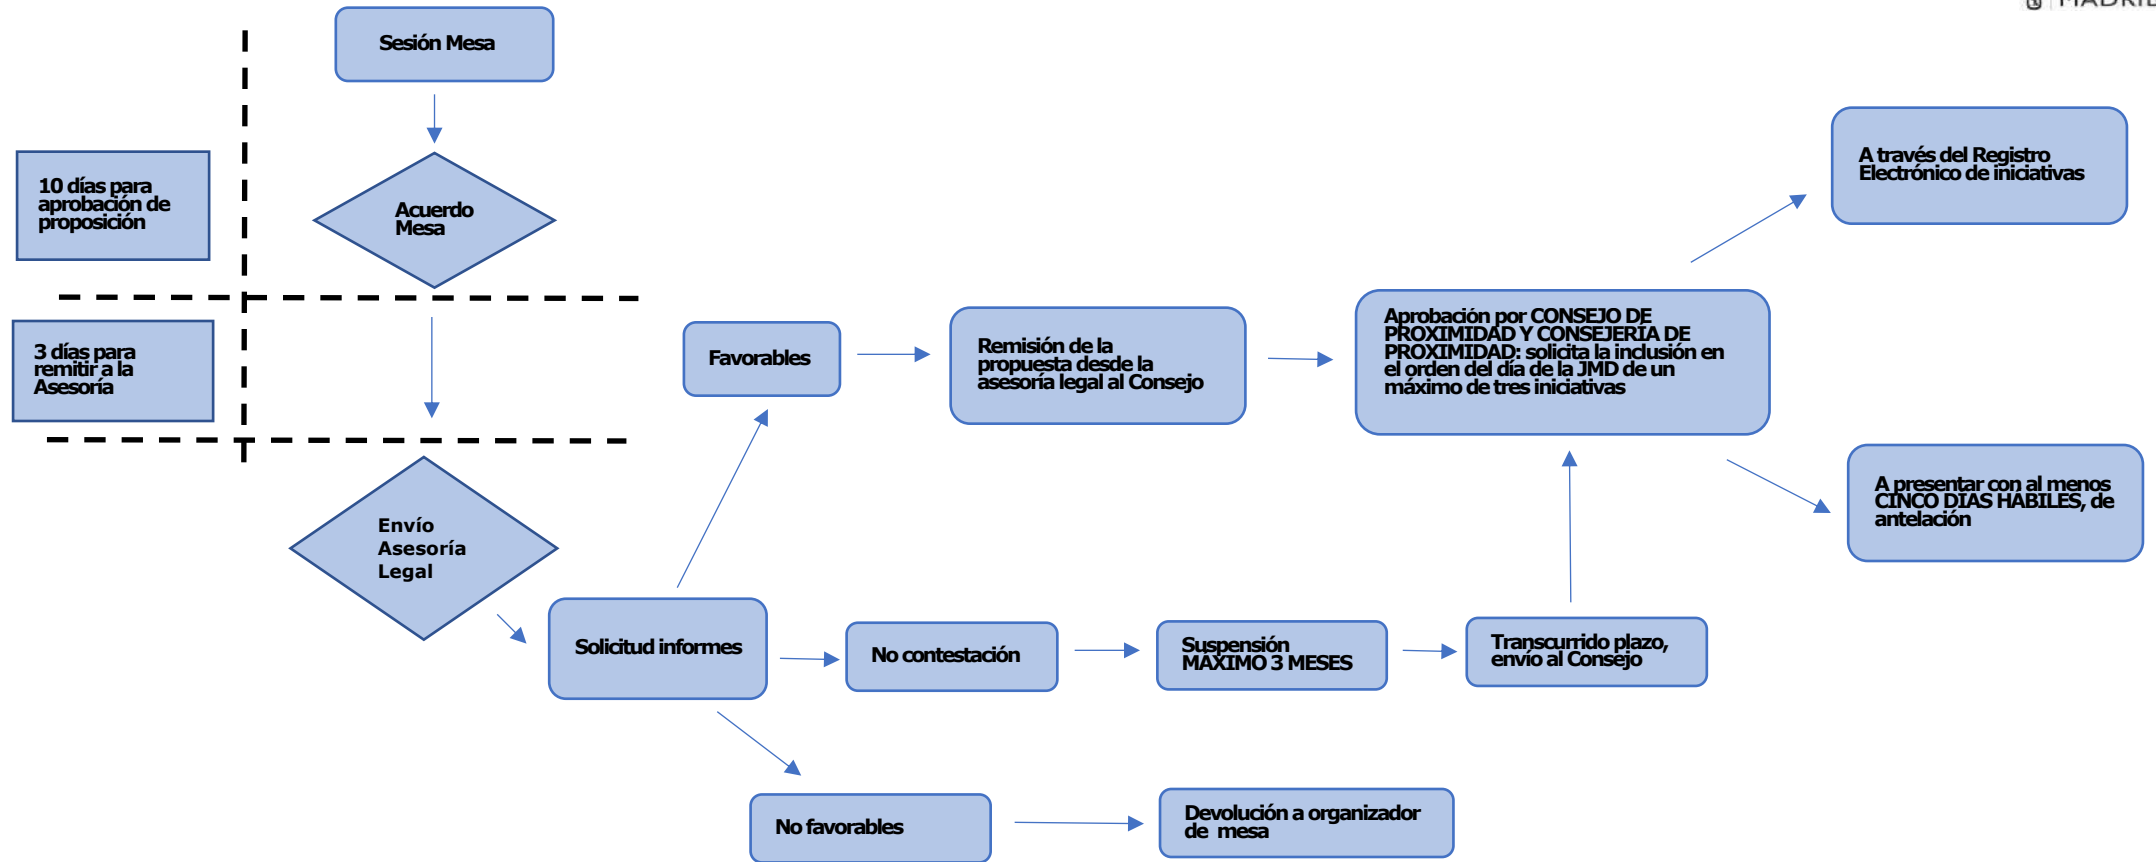 MADRID
Sesión Mesa
10 días para
aprobación de
proposición
Acuerdo
Mesa
A través del Registro
Electrónico de iniciativas
3 días para
remitir a la
Asesoría
Favorables
Remisión de la
propuesta desde la
asesoría legal al Consejo
Aprobación por CONSEJO DE
PROXIMIDAD Y CONSEJERÍA DE
PROXIMIDAD: solicita la inclusión en
el orden del día de la JMD de un
máximo de tres iniciativas
A presentar con al menos
CINCO DÍAS HÁBILES, de
antelación
Envío
Asesoría
Legal
Solicitud informes
No contestación
Suspensión
MÁXIMO 3 MESES
Transcurrido plazo,
envío al Consejo
No favorables
Devolución a organizador
de mesa